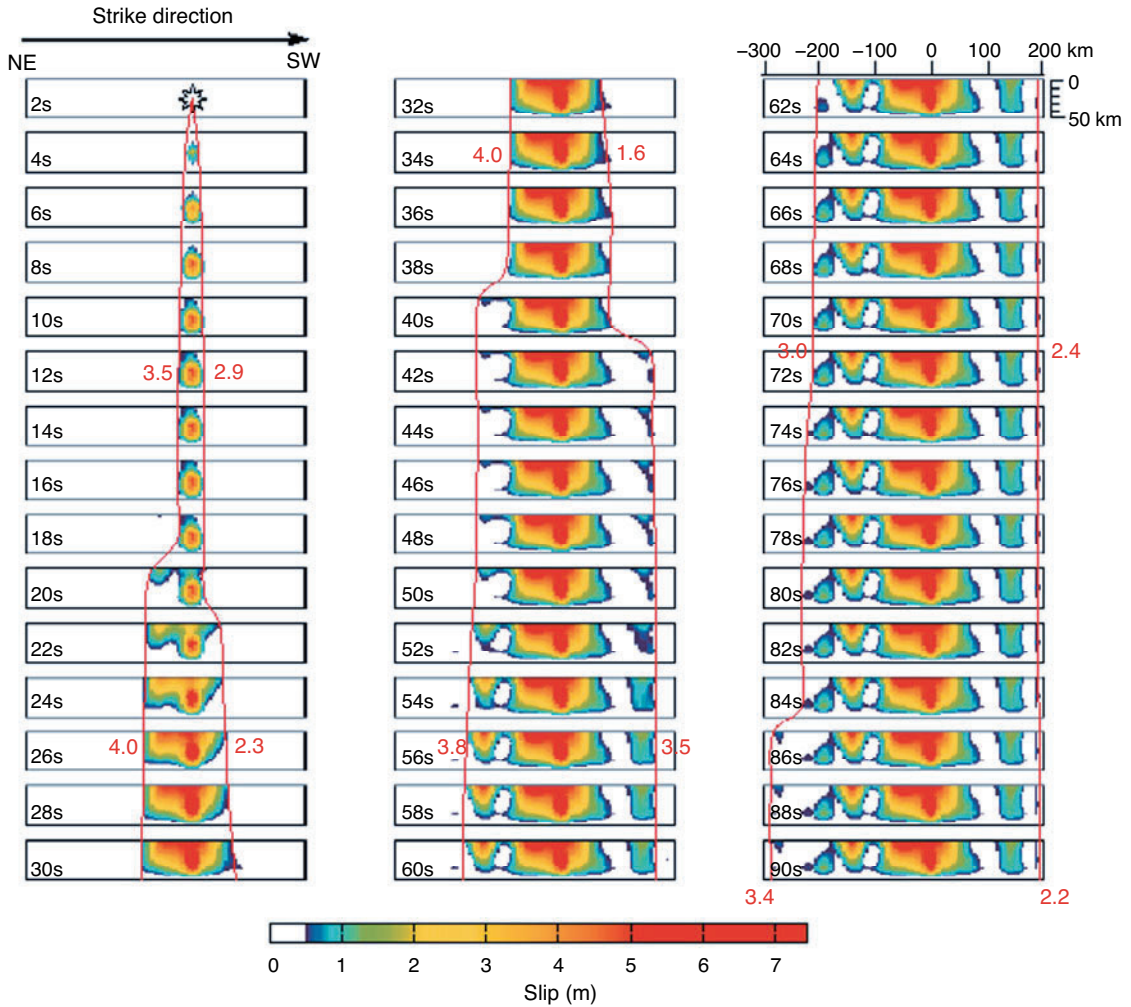 Strike direction
NE
SW
2s
4s
6s
8s
10s
12s
3.5
2.9
14s
16s
18s
20s
22s
24s
26s
4.0
2.3
28s
30s
32s
34s
4.0
1.6
36s
38s
40s
42s
44s
46s
48s
50s
52s
54s
56s
3.8
3.5
58s
60s
−300 −200 −100 0 100 200 km
0
50 km
62s
64s
66s
68s
70s
3.0
2.4
72s
74s
76s
78s
80s
82s
84s
86s
88s
90s
3.4
2.2
0 1 2 3 4 5 6 7
Slip (m)